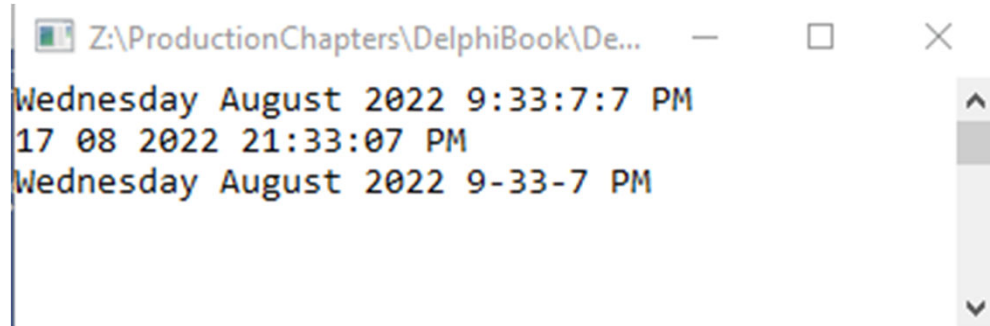 Z:\ProductionChapters\DelphiBook\De...
Wednesday August 2022 9:33:7:7 PM
17 08 2022 21:33:07 PM
Wednesday August 2022 9-33-7 PM